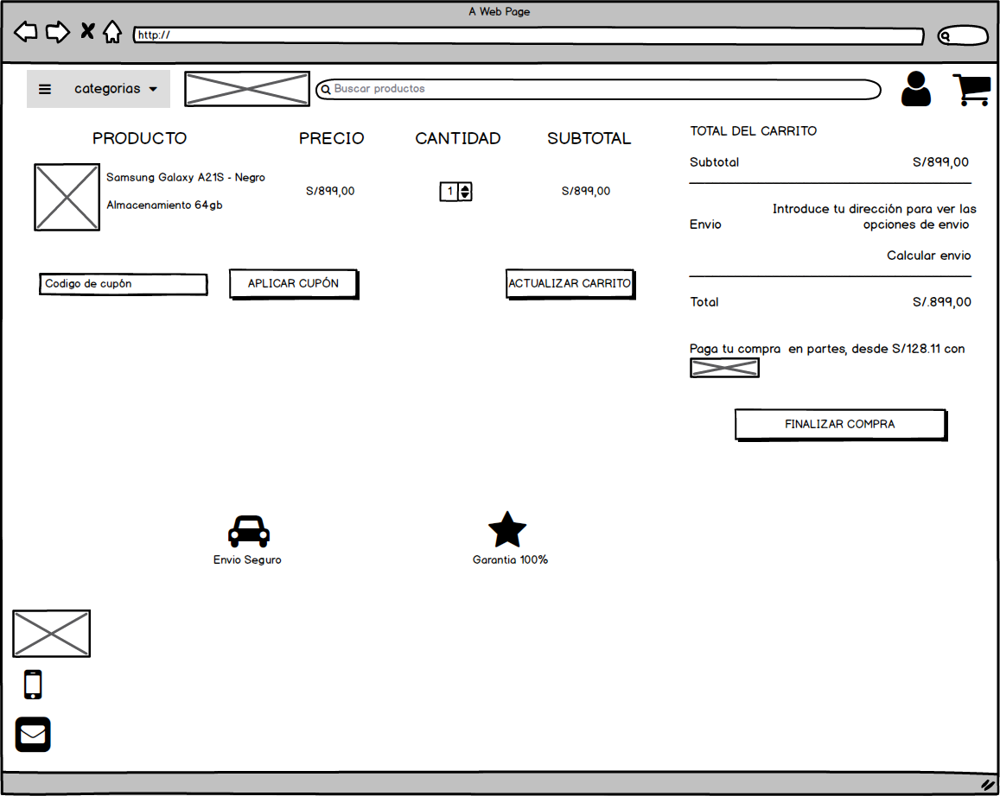 A Web Page
http://
categorias
Buscar productos
PRODUCTO PRECIO CANTIDAD SUBTOTAL
Samsung Galaxy A21S - Negro
Almacenamiento 64gb
S/899,00 1 S/899,00
Codigo de cupón APLICAR CUPÓN ACTUALIZAR CARRITO
TOTAL DEL CARRITO
Subtotal S/899,00
Introduce tu dirección para ver las
Envio opciones de envio
Calcular envio
Total S/.899,00
Paga tu compra en partes, desde S/128.11 con
FINALIZAR COMPRA
Envio Seguro Garantia 100%